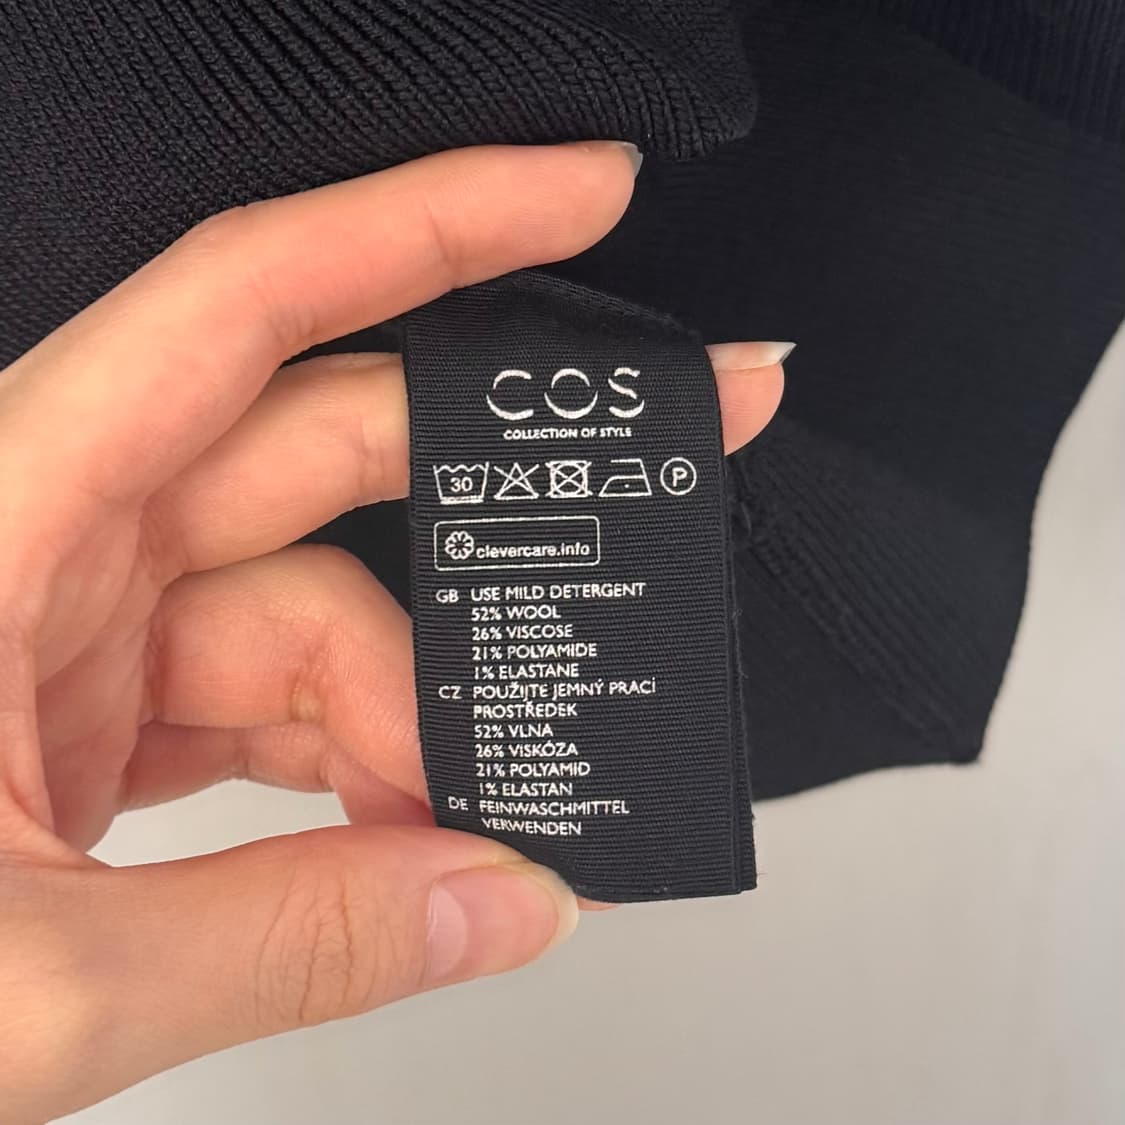 COS
COLLECTION OF STYLE
30 P
clevercare.info
GB USE MILD DETERGENT
52% WOOL
26% VISCOSE
21% POLYAMIDE
1% ELASTANE
CZ POUŽIJTE JEMNÝ PRACÍ
PROSTŘEDEK
52% VLNA
26% VISKÓZA
21% POLYAMID
1% ELASTAN
DE FEINWASCHMITTEL
VERWENDEN